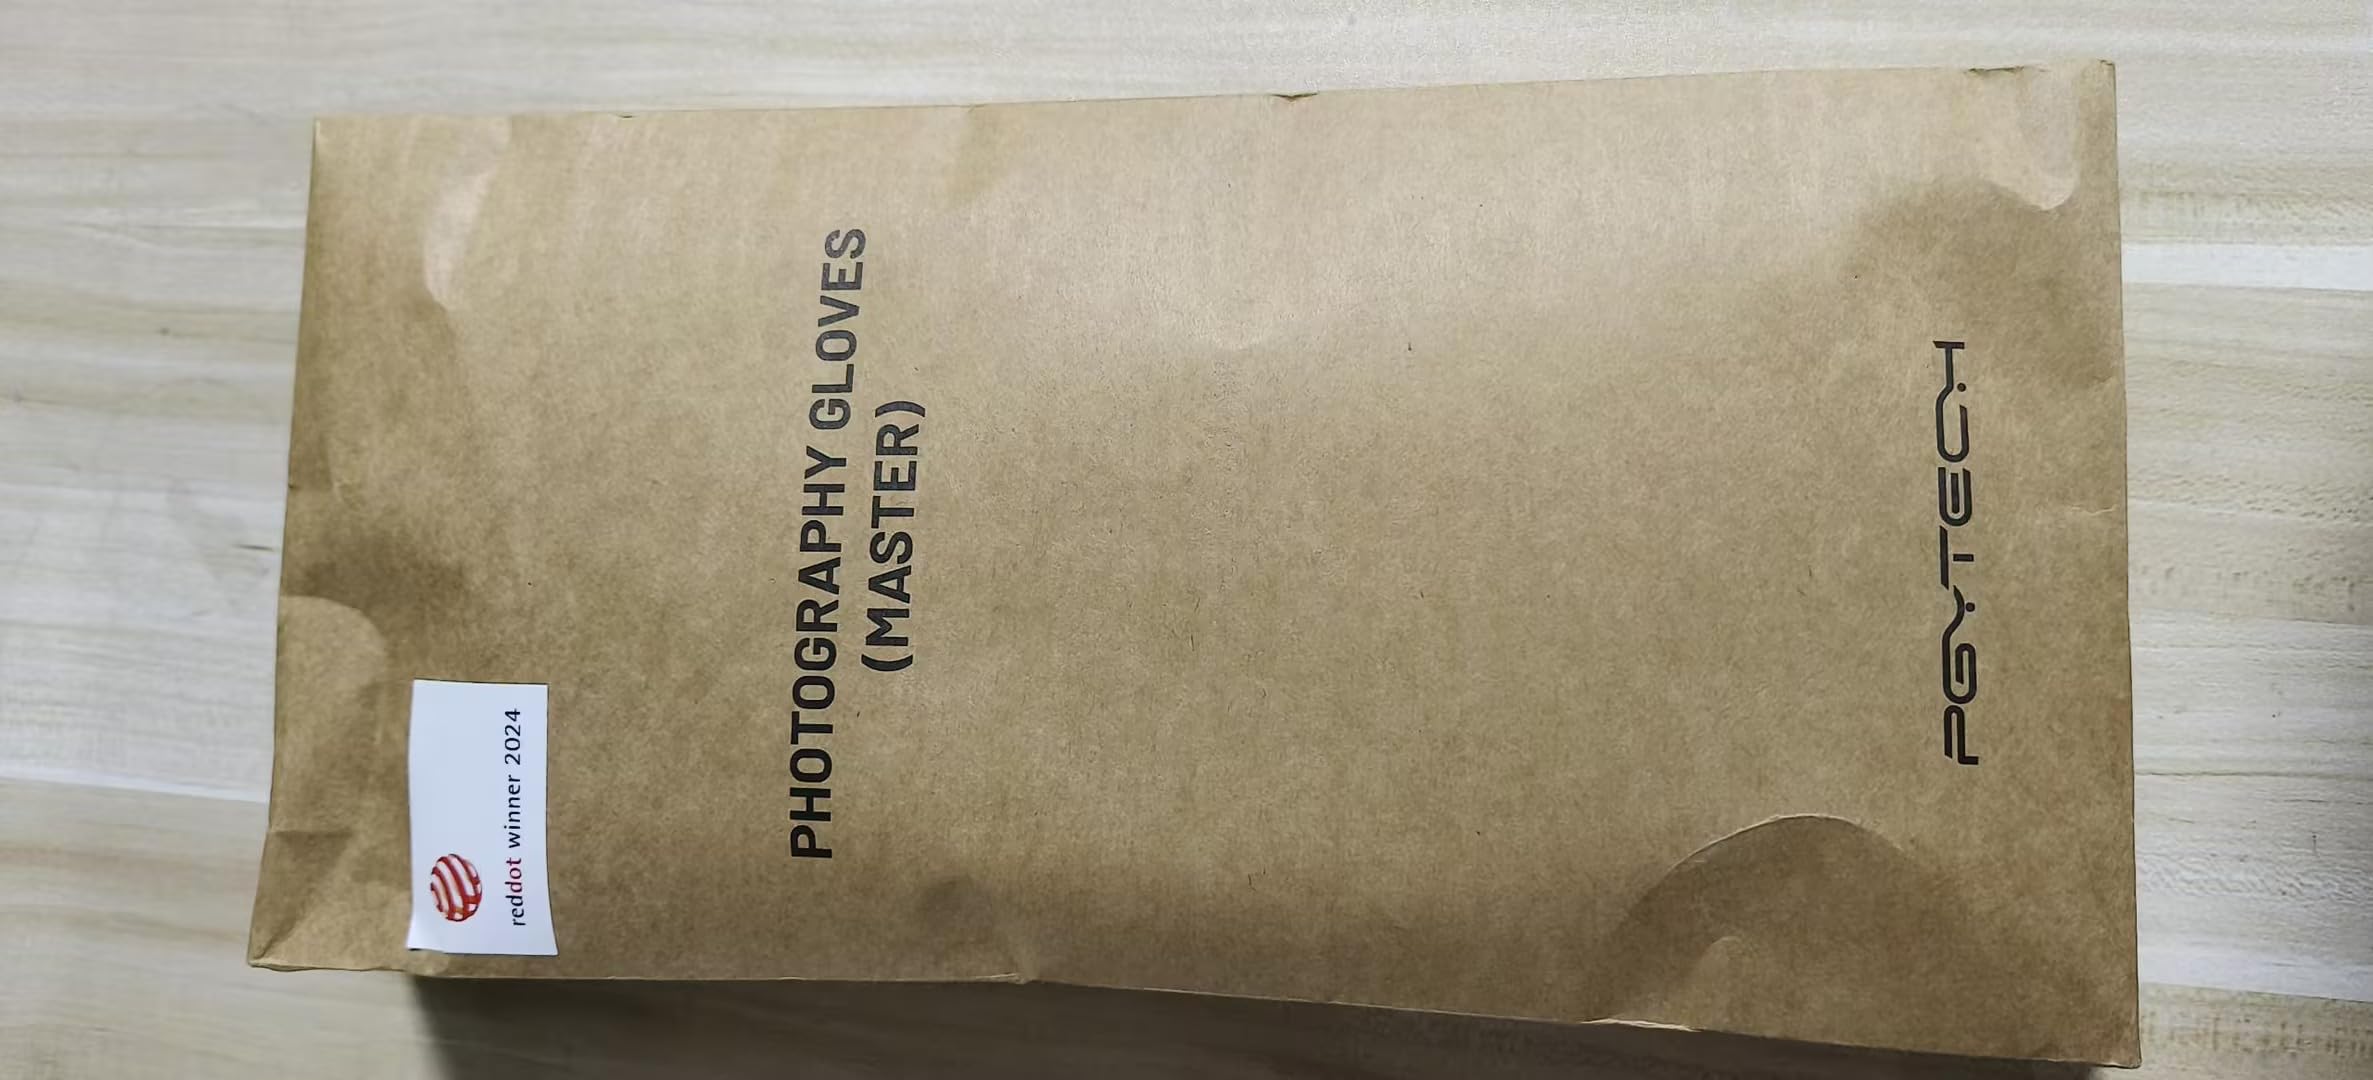 reddot winner 2024
PHOTOGRAPHY GLOVES
(MASTER)
PGYTECH